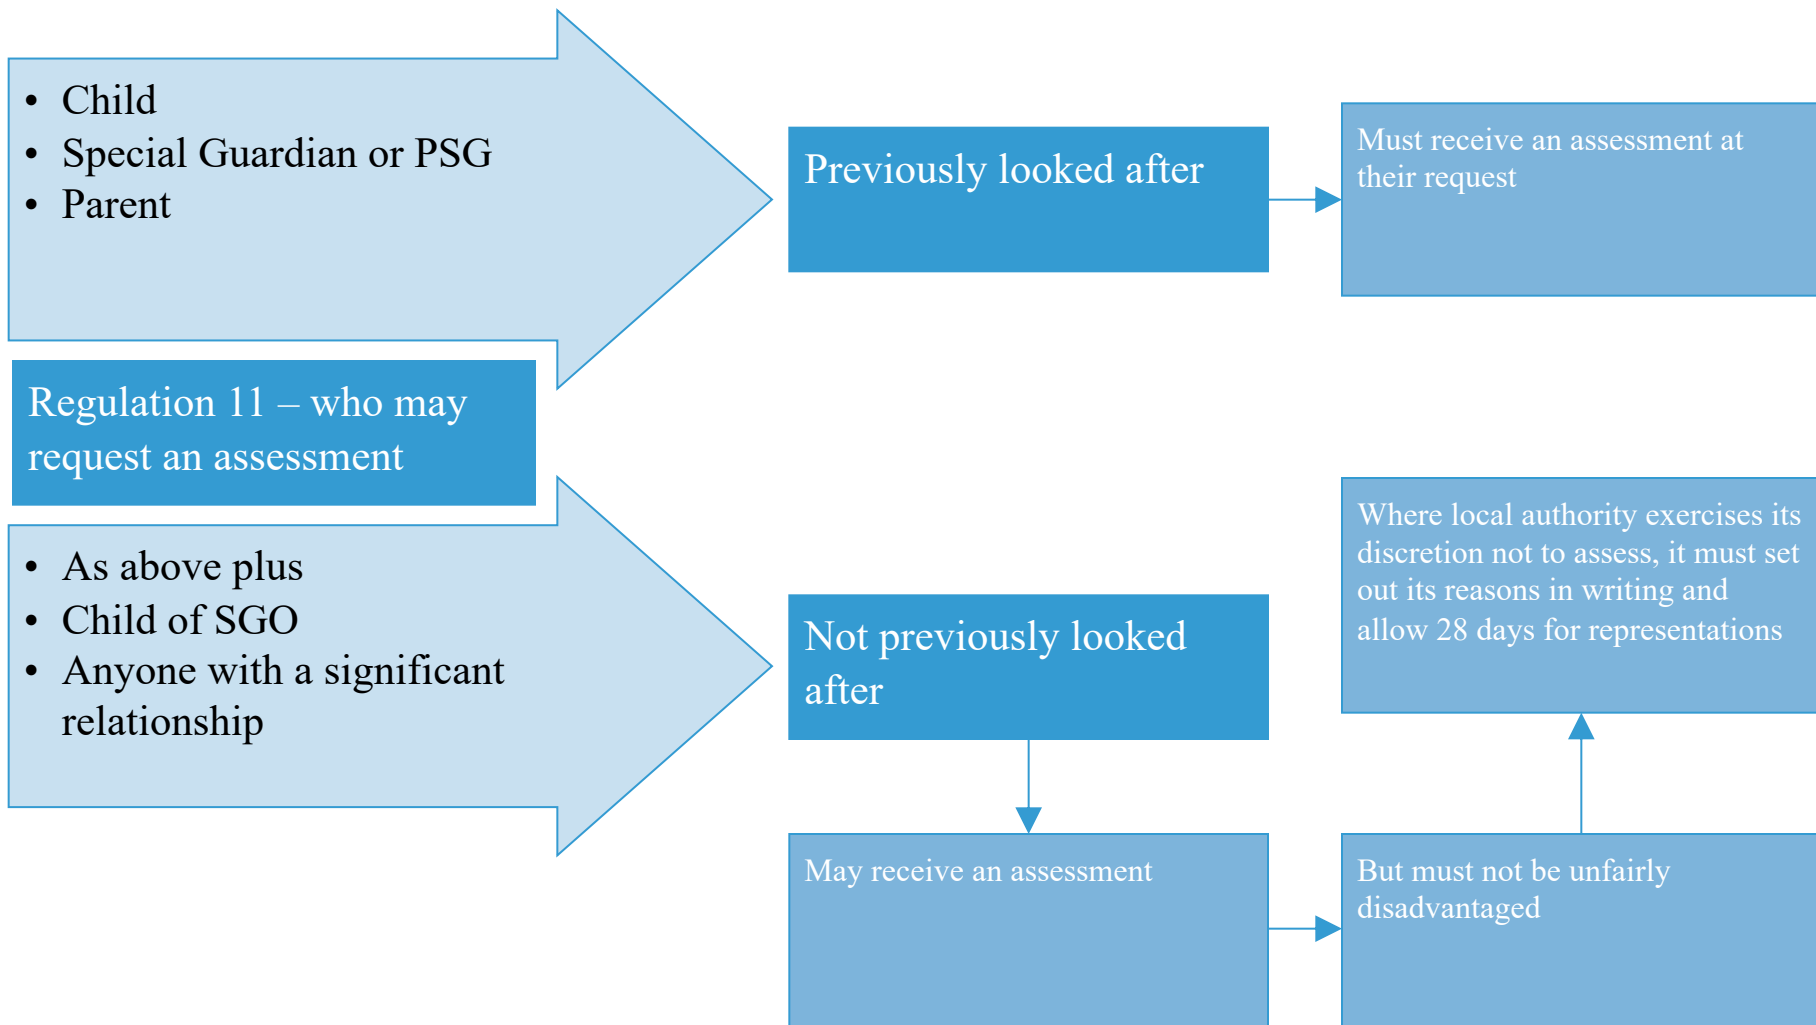 • Child
• Special Guardian or PSG
• Parent
Previously looked after
Must receive an assessment at
their request
Regulation 11 – who may
request an assessment
• As above plus
• Child of SGO
• Anyone with a significant
relationship
Not previously looked
after
Where local authority exercises its
discretion not to assess, it must set
out its reasons in writing and
allow 28 days for representations
May receive an assessment
But must not be unfairly
disadvantaged